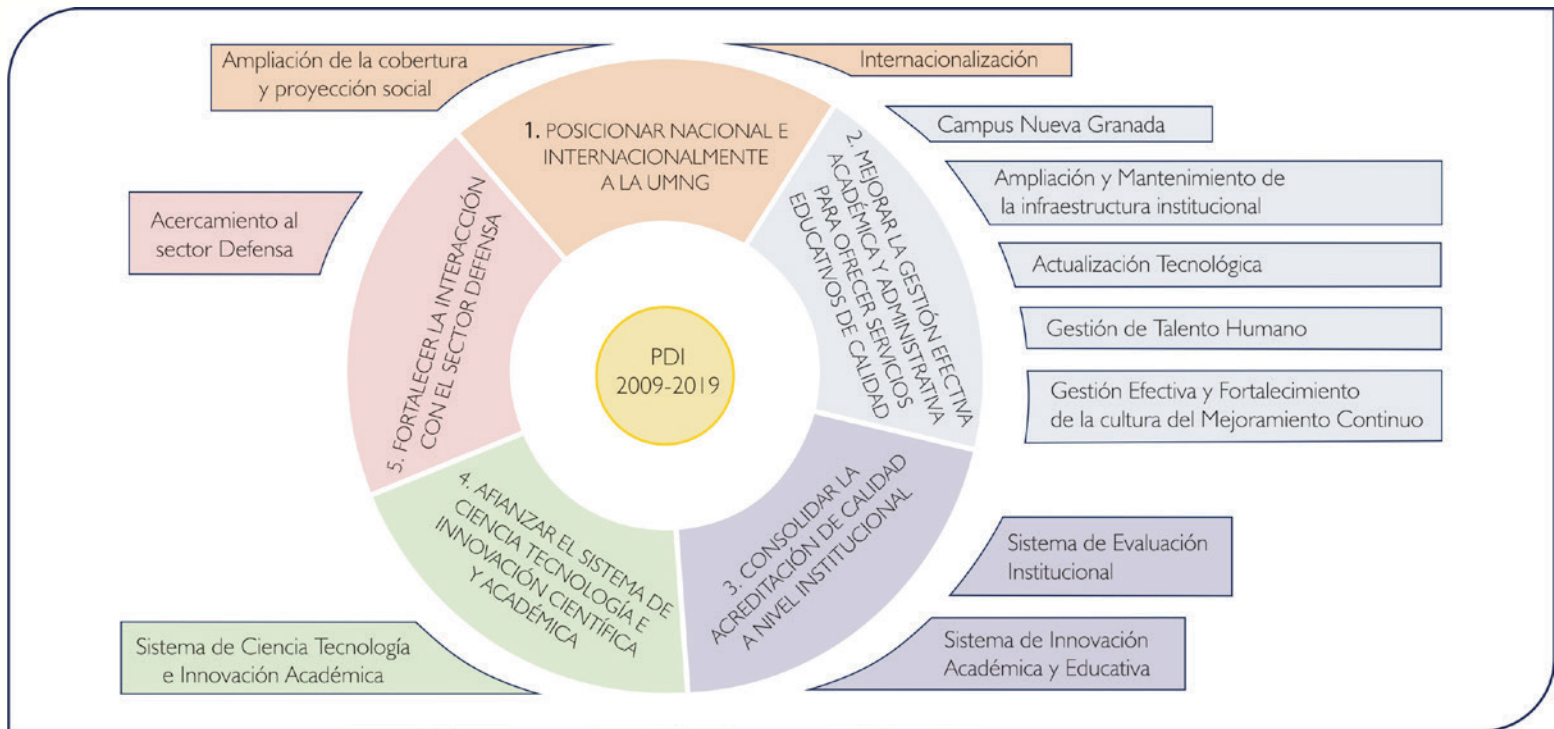 Ampliación de la cobertura
y proyección social
Internacionalización
1. POSICIONAR NACIONAL E
INTERNACIONALMENTE
A LA UMNG
Campus Nueva Granada
2. MEJORAR LA GESTIÓN EFECTIVA
ACADÉMICA Y ADMINISTRATIVA
PARA OFRECER SERVICIOS
EDUCATIVOS DE CALIDAD
Ampliación y Mantenimiento de
la infraestructura institucional
Actualización Tecnológica
Gestión de Talento Humano
Gestión Efectiva y Fortalecimiento
de la cultura del Mejoramiento Continuo
Acercamiento al
sector Defensa
5. FORTALECER LA INTERACCIÓN
CON EL SECTOR DEFENSA
PDI
2009-2019
4. AFIANZAR EL SISTEMA DE
CIENCIA TECNOLOGÍA E
INNOVACIÓN CIENTÍFICA
Y ACADÉMICA
3. CONSOLIDAR LA
ACREDITACIÓN DE CALIDAD
A NIVEL INSTITUCIONAL
Sistema de Evaluación
Institucional
Sistema de Ciencia Tecnología
e Innovación Académica
Sistema de Innovación
Académica y Educativa